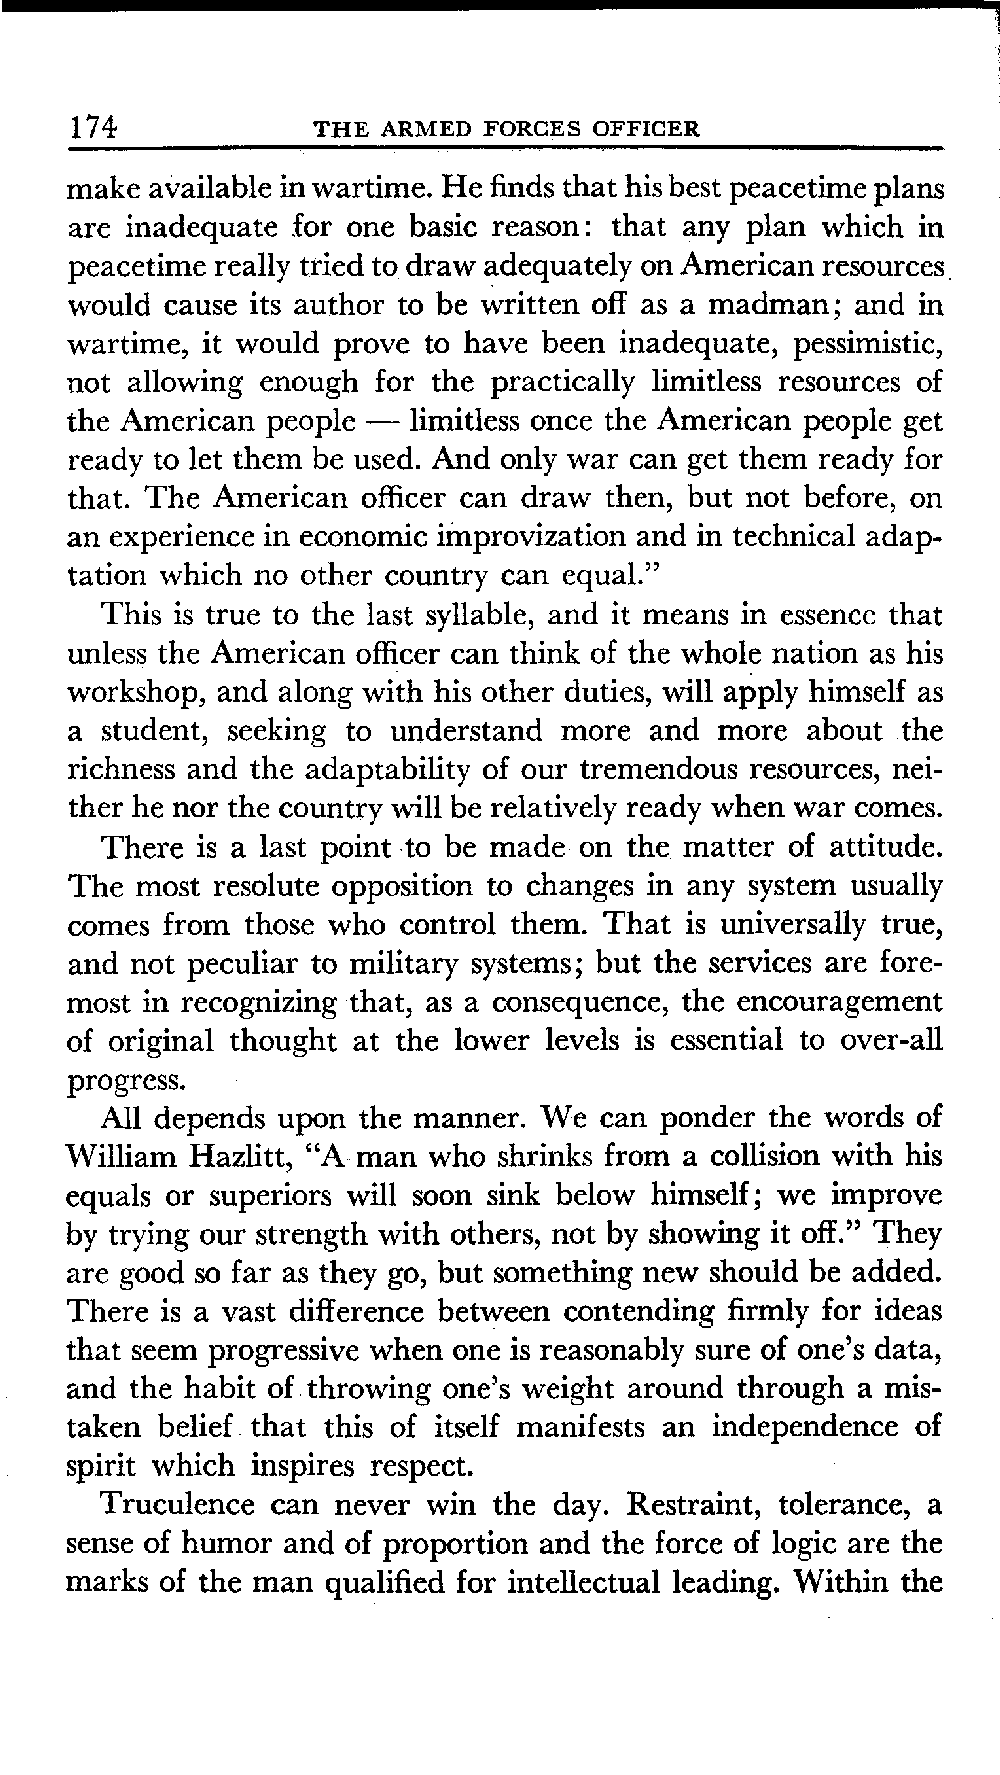 174 THE ARMED FORCES OFFICER
make available in wartime. He finds that his best peacetime plans
are inadequate for one basic reason: that any plan which in
peacetime really tried to draw adequately on American resources
would cause its author to be written off as a madman; and in
wartime, it would prove to have been inadequate, pessimistic,
not allowing enough for the practically limitless resources of
the American people — limitless once the American people get
ready to let them be used. And only war can get them ready for
that. The American officer can draw then, but not before, on
an experience in economic improvization and in technical adap-
tation which no other country can equal.”
This is true to the last syllable, and it means in essence that
unless the American officer can think of the whole nation as his
workshop, and along with his other duties, will apply himself as
a student, seeking to understand more and more about the
richness and the adaptability of our tremendous resources, nei-
ther he nor the country will be relatively ready when war comes.
There is a last point to be made on the matter of attitude.
The most resolute opposition to changes in any system usually
comes from those who control them. That is universally true,
and not peculiar to military systems; but the services are fore-
most in recognizing that, as a consequence, the encouragement
of original thought at the lower levels is essential to over-all
progress.
All depends upon the manner. We can ponder the words of
William Hazlitt, “A man who shrinks from a collision with his
equals or superiors will soon sink below himself; we improve
by trying our strength with others, not by showing it off.” They
are good so far as they go, but something new should be added.
There is a vast difference between contending firmly for ideas
that seem progressive when one is reasonably sure of one’s data,
and the habit of throwing one’s weight around through a mis-
taken belief that this of itself manifests an independence of
spirit which inspires respect.
Truculence can never win the day. Restraint, tolerance, a
sense of humor and of proportion and the force of logic are the
marks of the man qualified for intellectual leading. Within the